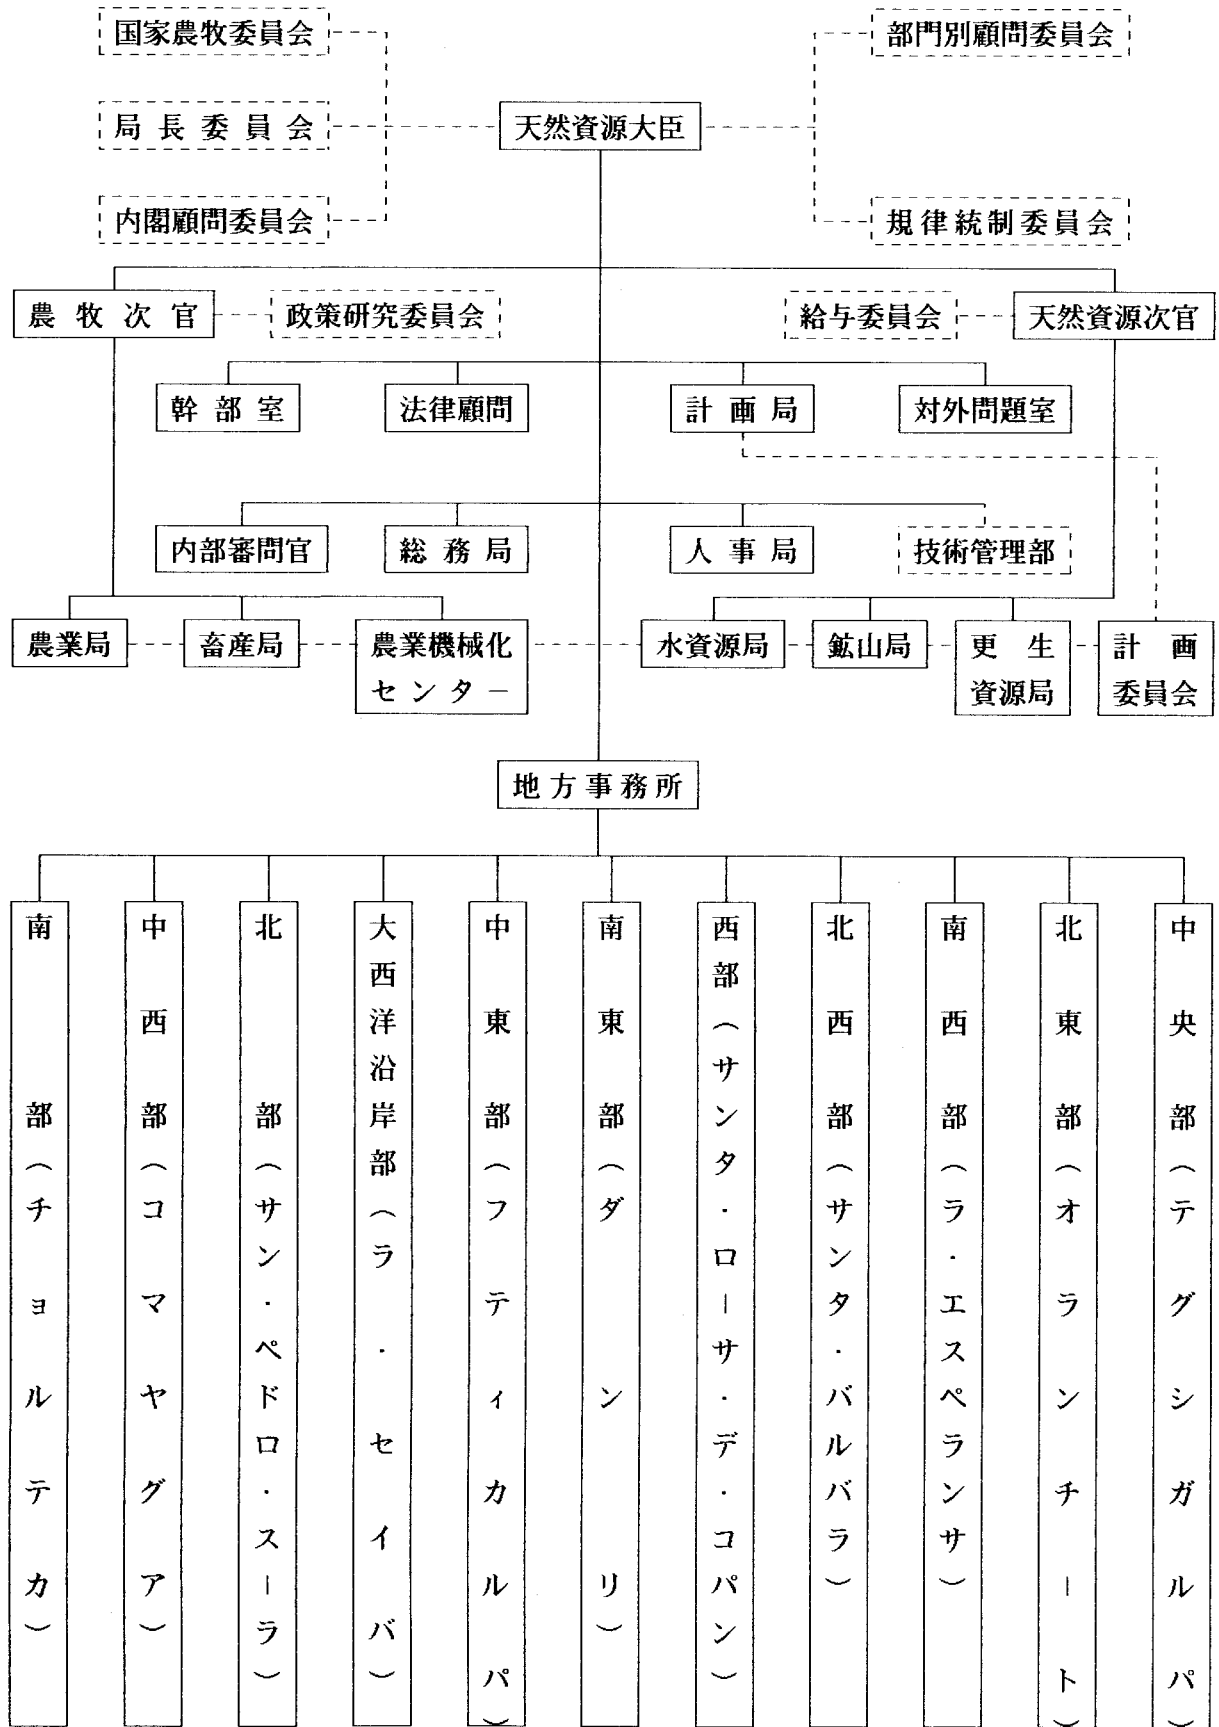 国家農牧委員会
部門別顧問委員会
局長委員会
天然資源大臣
内閣顧問委員会
規律統制委員会
農牧次官
政策研究委員会
給与委員会
天然資源次官
幹部室
法律顧問
計画局
対外問題室
内部審問官
総務局
人事局
技術管理部
農業局
畜産局
農業機械化
センター
水資源局
鉱山局
更生
資源局
計画
委員会
地方事務所
南部（チョルテカ）
中西部（コマヤグア）
北部（サン・ペドロ・スーラ）
大西洋沿岸部（ラ・セイバ）
中東部（フティカルパ）
南東部（ダンリ）
西部（サンタ・ローサ・デ・コパン）
北西部（サンタ・バルバラ）
南西部（ラ・エスペランサ）
北東部（オランチート）
中央部（テグシガルパ）